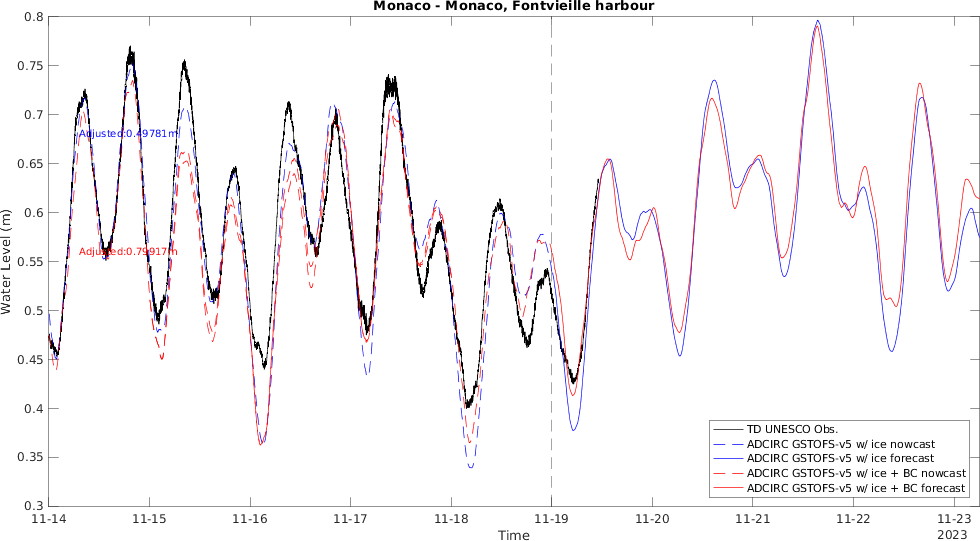 Monaco - Monaco, Fontvieille harbour
0.8
0.75
0.7
0.65
0.6
0.55
0.5
0.45
0.4
0.35
0.3
Water Level (m)
Adjusted:0.49781m
Adjusted:0.79917m
TD UNESCO Obs.
ADCIRC GSTOFS-v5 w/ ice nowcast
ADCIRC GSTOFS-v5 w/ ice forecast
ADCIRC GSTOFS-v5 w/ ice + BC nowcast
ADCIRC GSTOFS-v5 w/ ice + BC forecast
11-14 11-15 11-16 11-17 11-18 11-19 11-20 11-21 11-22 11-23
Time
2023